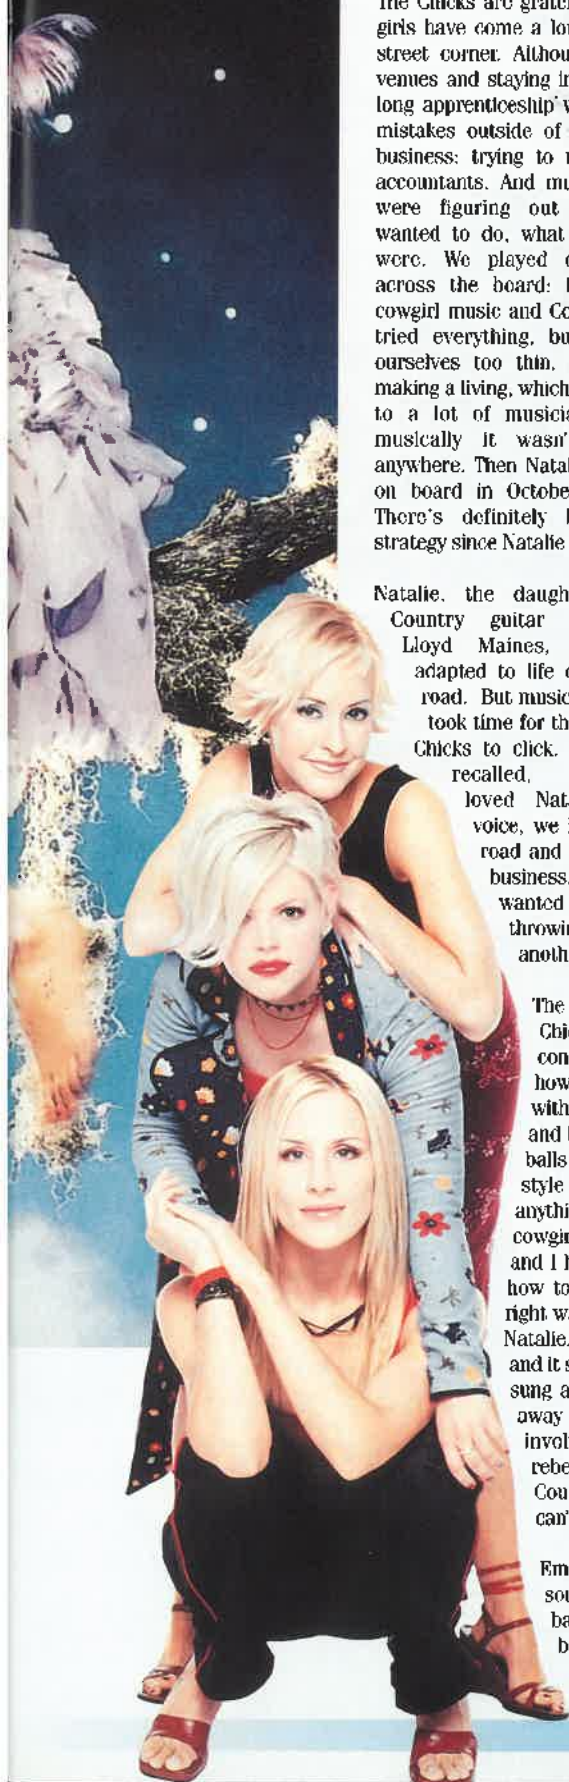 The Chicks are grateful
girls have come a lon
street corner. Althou
venues and staying in
long apprenticeship
mistakes outside of
business: trying to
accountants. And mu
were figuring out
wanted to do, what
were. We played
across the board:
cowgirl music and Co
tried everything, bu
ourselves too thin,
making a living, which
to a lot of musicia
musically it wasn'
anywhere. Then Natal
on board in Octobe
There's definitely
strategy since Natalie
Natalie, the daugh
Country guitar
Lloyd Maines,
adapted to life
road. But music
took time for th
Chicks to click.
recalled,
loved Nat
voice, we
road and
business.
wanted
throwin
anoth
The
Chi
con
how
with
and
balls
style
anythi
cowgir
and I h
how to
right wa
Natalie.
and it s
sung a
away
invol
rebe
Cou
can'
Em
sou
ba
b